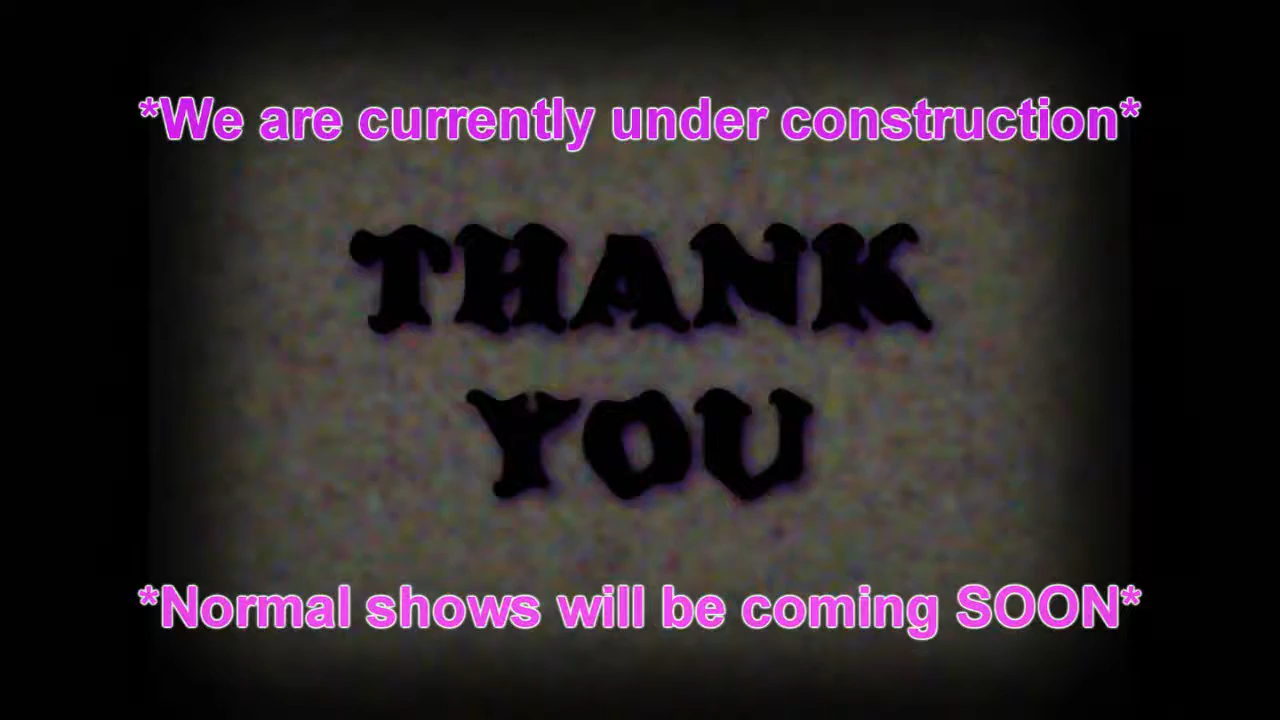 *We are currently under construction*
THANK
YOU
*Normal shows will be coming SOON*